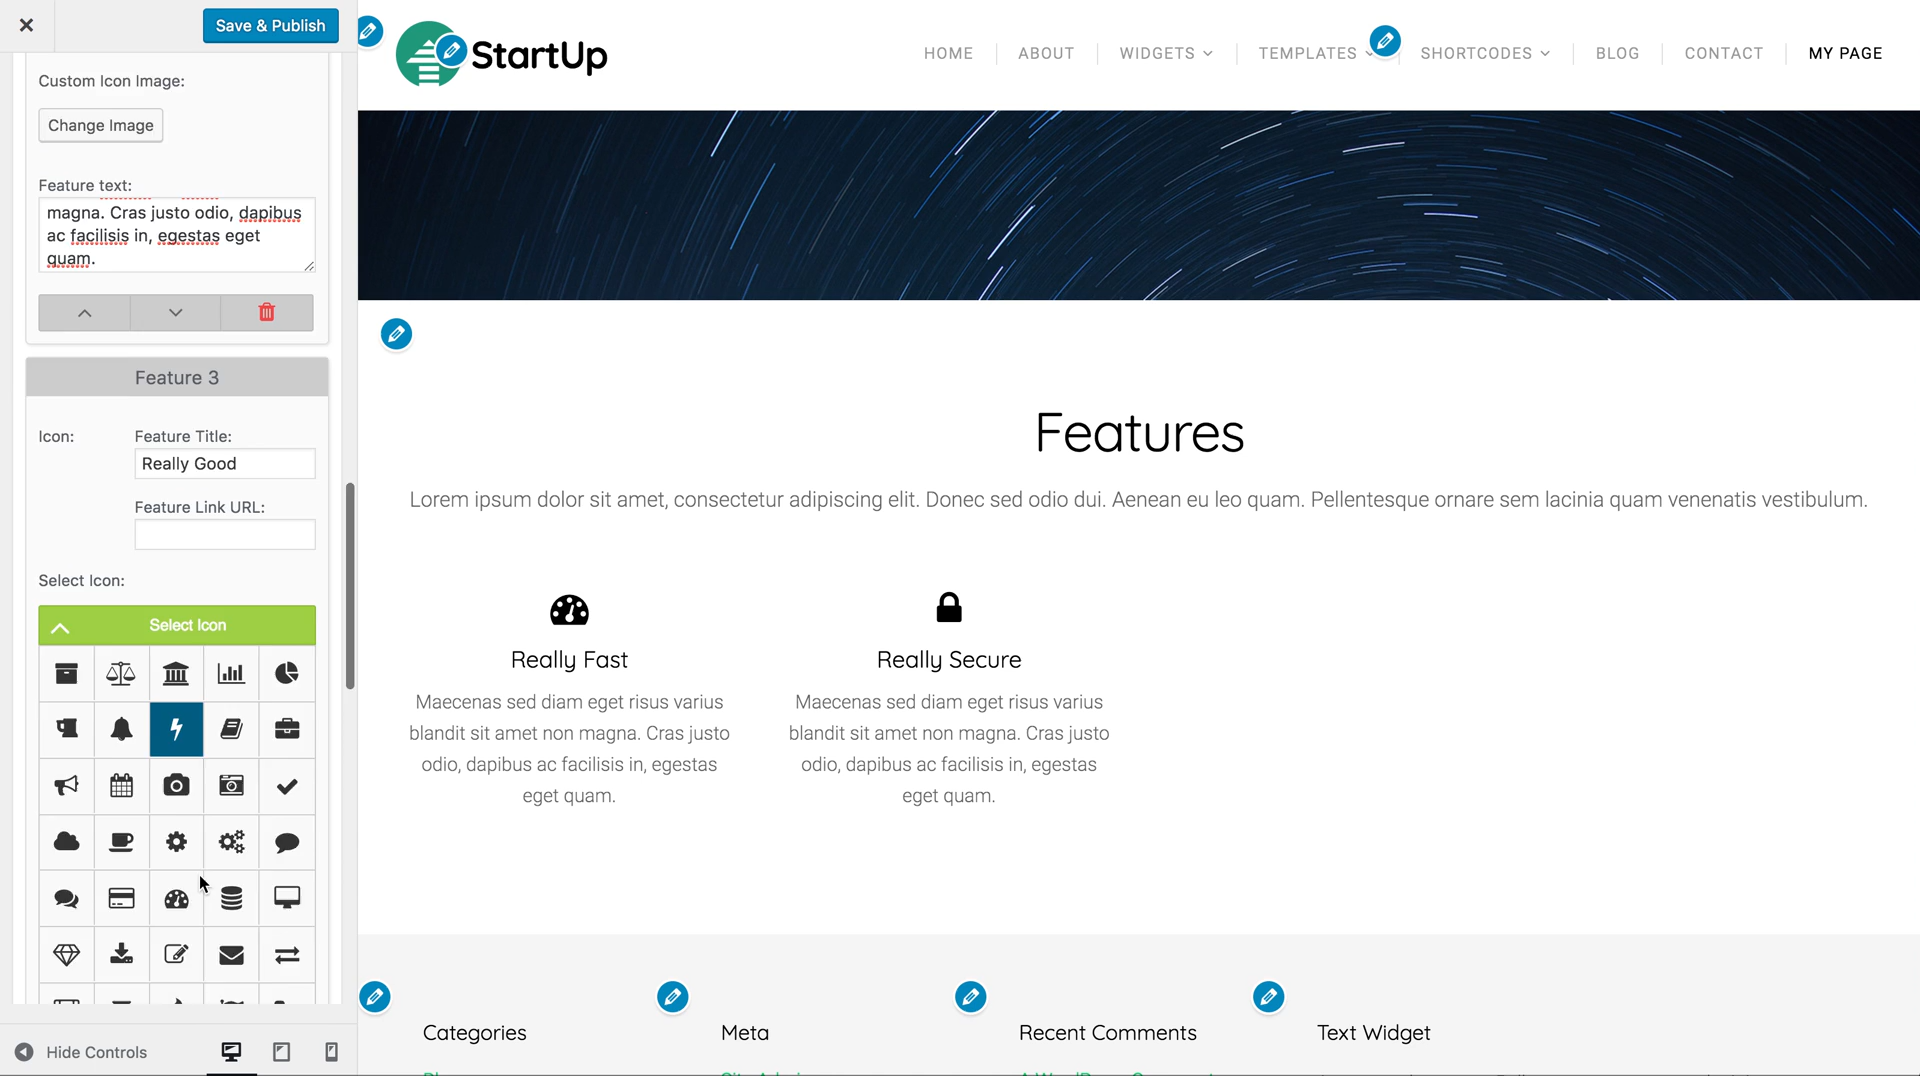 Save & Publish
Custom Icon Image:
Change Image
Feature text:
magna. Cras justo odio, dapibus
ac facilisis in, egestas eget
quam.
Feature 3
Icon:
Feature Title:
Really Good
Feature Link URL:
Select Icon:
Select Icon
Hide Controls
StartUp
HOME
ABOUT
WIDGETS
TEMPLATES
SHORTCODES
BLOG
CONTACT
MY PAGE
Features
Lorem ipsum dolor sit amet, consectetur adipiscing elit. Donec sed odio dui. Aenean eu leo quam. Pellentesque ornare sem lacinia quam venenatis vestibulum.
Really Fast
Maecenas sed diam eget risus varius
blandit sit amet non magna. Cras justo
odio, dapibus ac facilisis in, egestas
eget quam.
Really Secure
Maecenas sed diam eget risus varius
blandit sit amet non magna. Cras justo
odio, dapibus ac facilisis in, egestas
eget quam.
Categories
Meta
Recent Comments
Text Widget